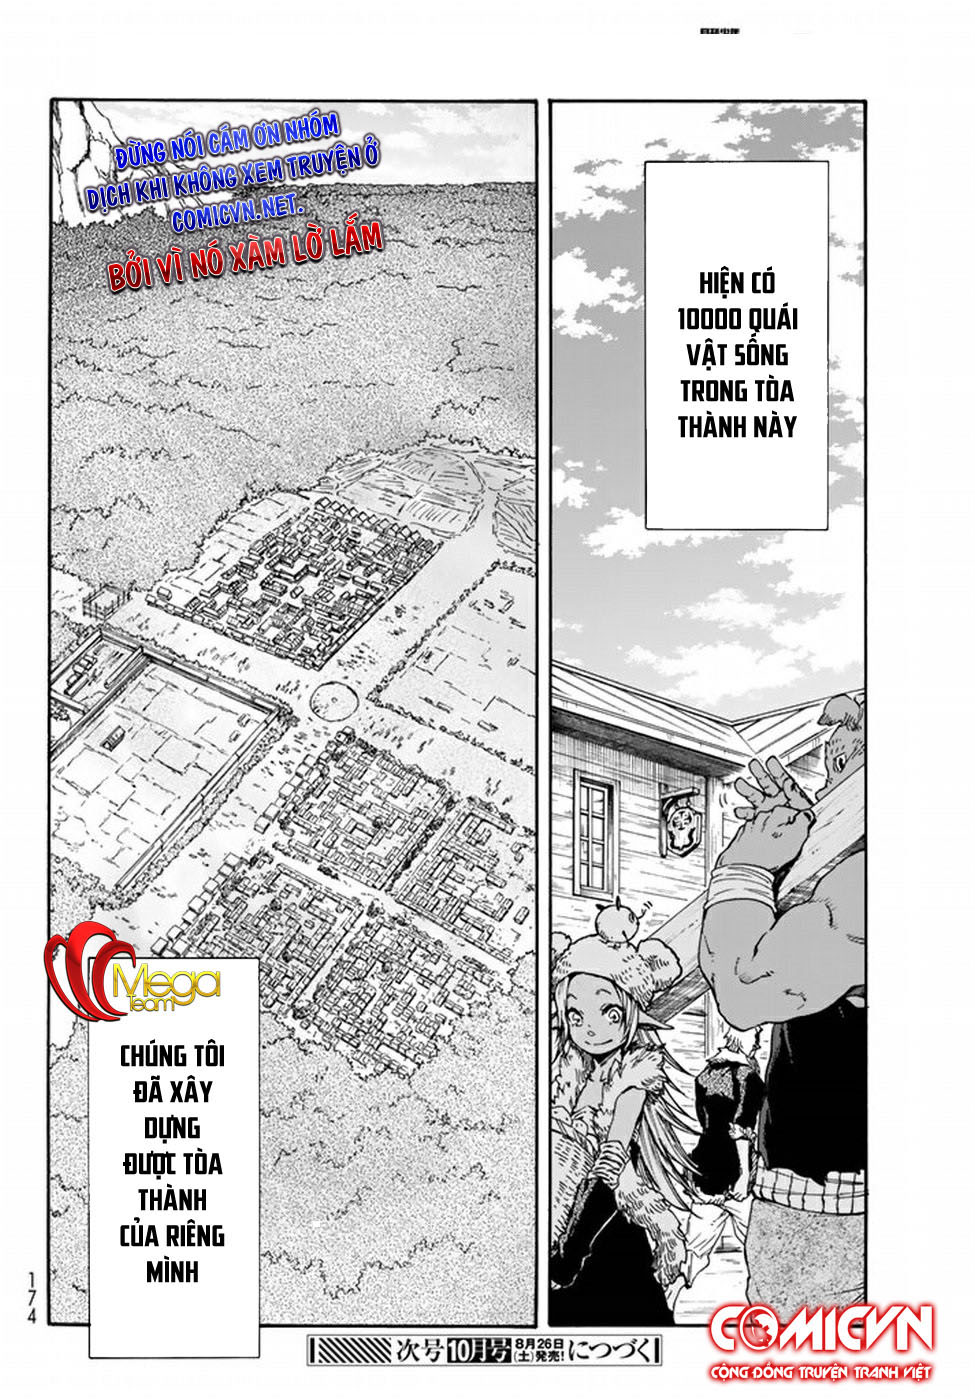 HIỆN CÓ
10000 QUÁI
VẬT SỐNG
TRONG TÒA
THÀNH NÀY
ĐỪNG NÓI CÁM ƠN NHÓM
DỊCH KHI KHÔNG XEM TRUYỆN Ở
COMICVN.NET.
BỞI VÌ NÓ XÀM LỜ LẮM
Mega
Team
CHÚNG TÔI
ĐÃ XÂY
DỰNG
ĐƯỢC TÒA
THÀNH
CỦA RIÊNG
MÌNH
174
次号10月号 8月26日(土)発売! につづく
COMICVN
CỘNG ĐỒNG TRUYỆN TRANH VIỆT